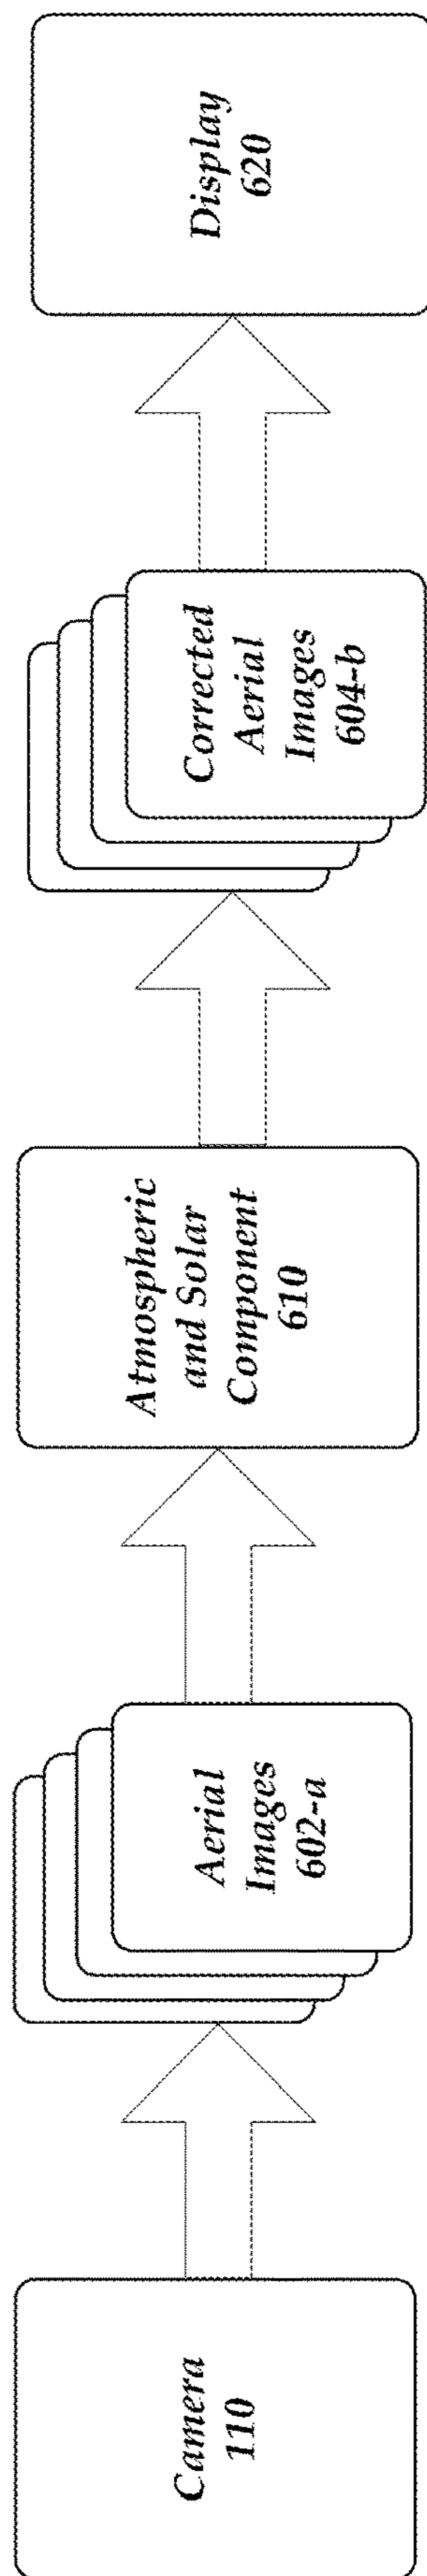 Camera
110
Aerial
Images
602-a
Atmospheric
and Solar
Component
610
Corrected
Aerial
Images
604-b
Display
620